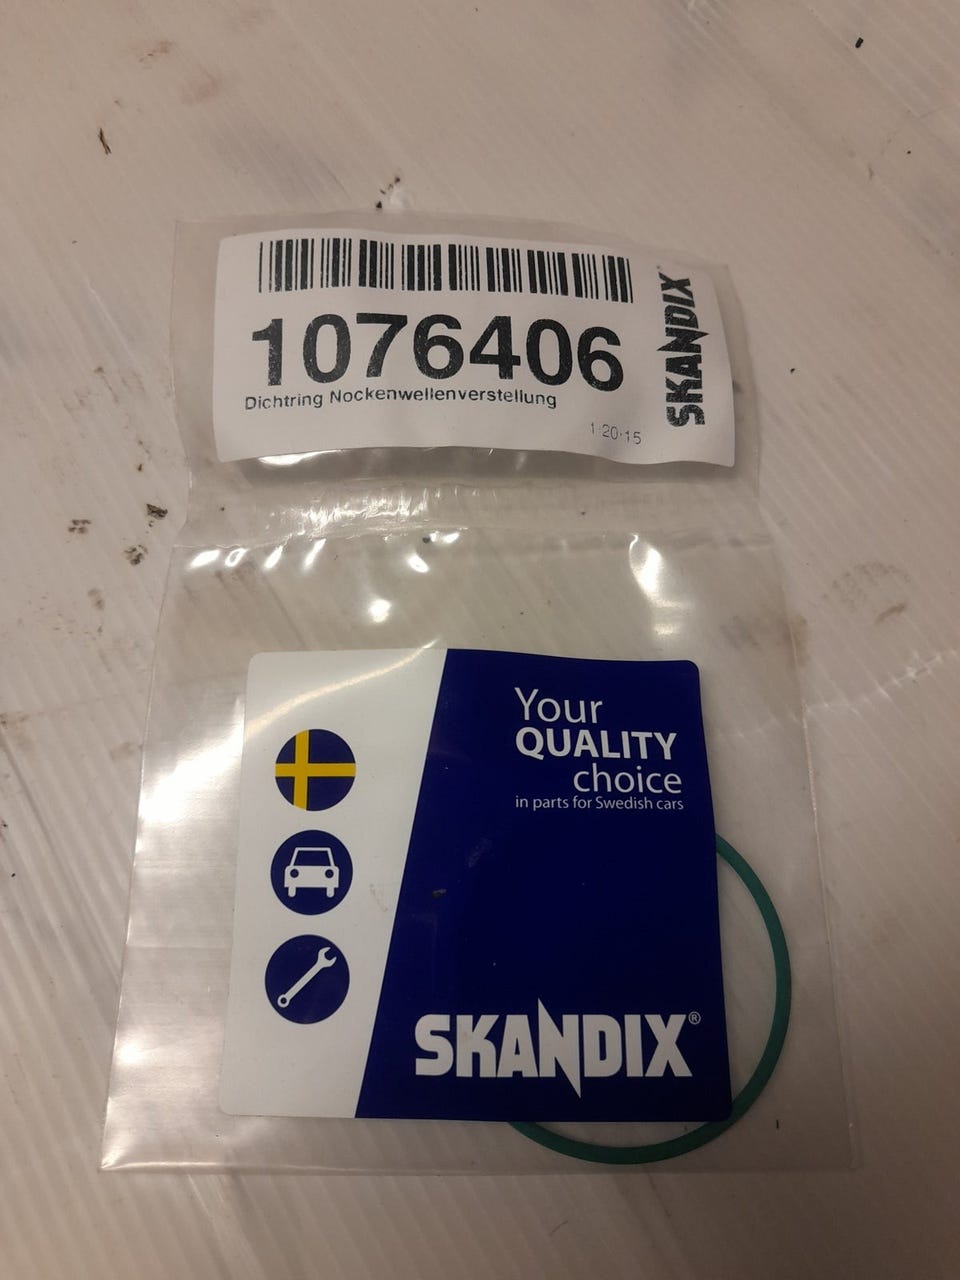 1076406
Dichtring Nockenwellenverstellung
1-20-15
SKANDIX
Your
QUALITY
choice
in parts for Swedish cars
SKANDIX®